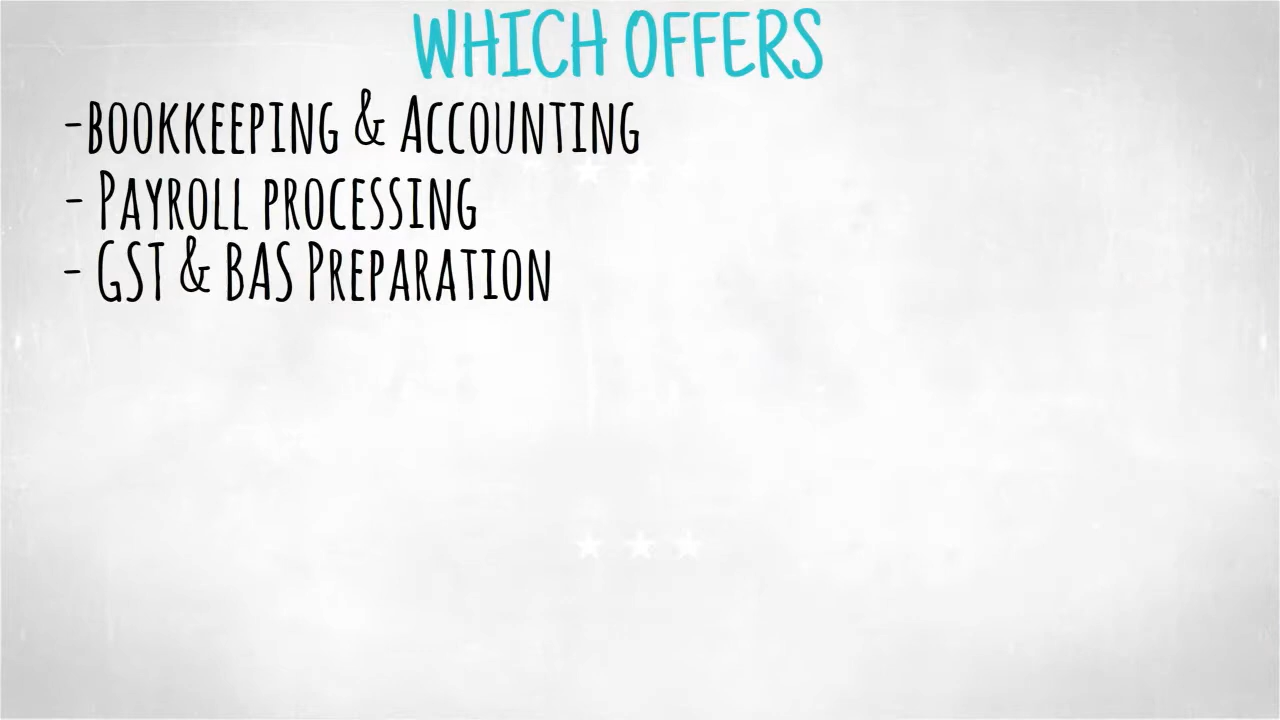 WHICH OFFERS
-BOOKKEEPING & ACCOUNTING
- PAYROLL PROCESSING
- GST & BAS PREPARATION